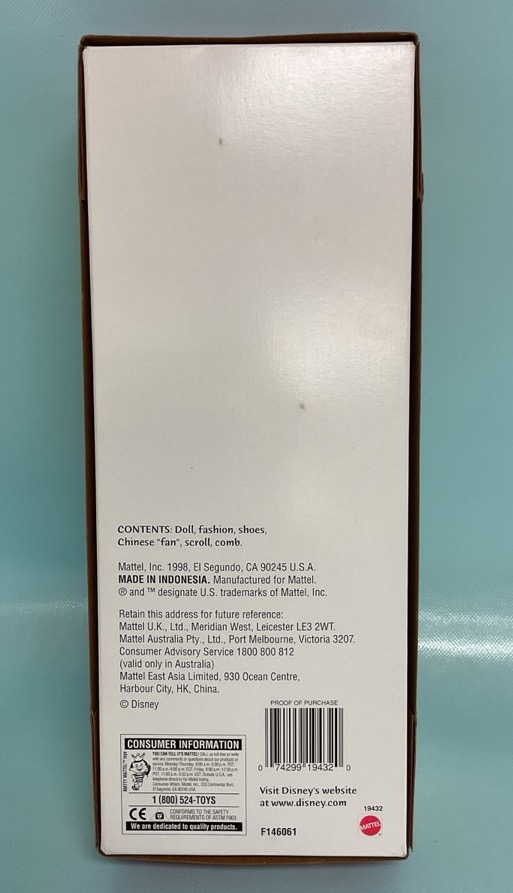 CONTENTS: Doll, fashion, shoes,
Chinese "fan", scroll, comb.
Mattel, Inc. 1998, El Segundo, CA 90245 U.S.A.
MADE IN INDONESIA. Manufactured for Mattel.
® and ™ designate U.S. trademarks of Mattel, Inc.
Retain this address for future reference:
Mattel U.K., Ltd., Meridian West, Leicester LE3 2WT.
Mattel Australia Pty., Ltd., Port Melbourne, Victoria 3207.
Consumer Advisory Service 1800 800 812
(valid only in Australia)
Mattel East Asia Limited, 930 Ocean Centre,
Harbour City, HK, China.
© Disney
CONSUMER INFORMATION
YOU CAN TELL IT'S MATTEL!
1 (800) 524-TOYS
CE
CONFORMS TO THE SAFETY
REQUIREMENTS OF ASTM F963.
We are dedicated to quality products.
PROOF OF PURCHASE
0 74299 19432 0
Visit Disney's website
at www.disney.com
19432
MATTEL
F146061